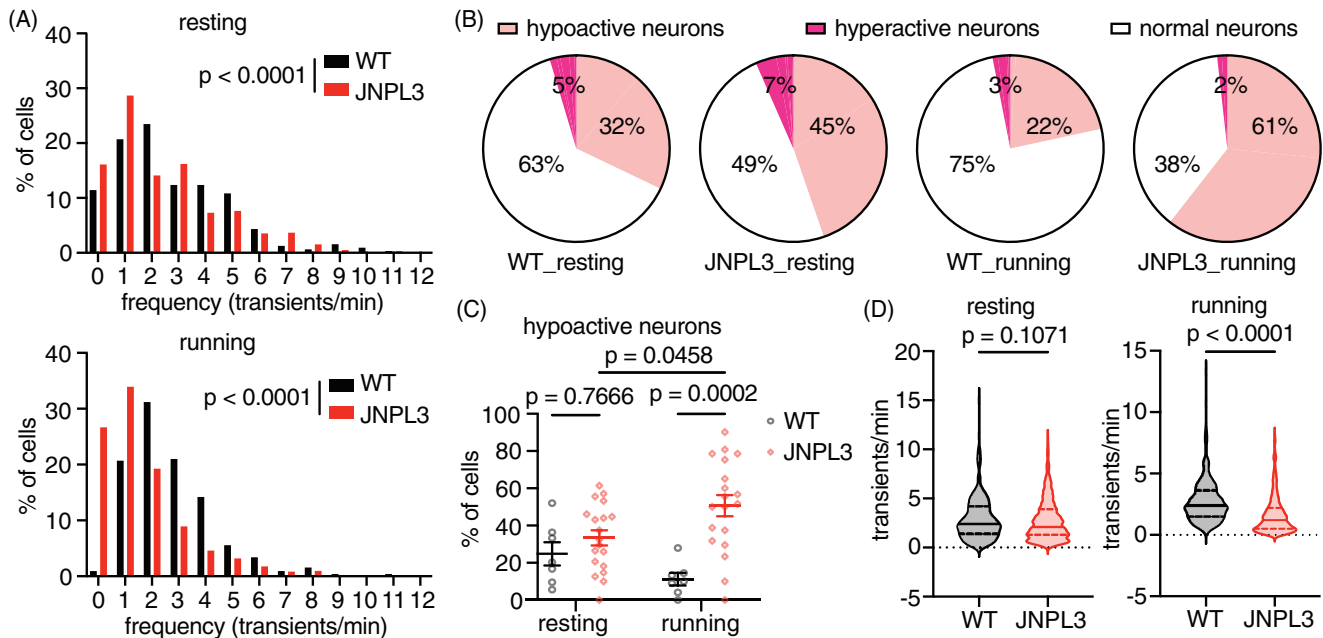 (A)
resting
40
30
20
10
0
% of cells
WT
p < 0.0001
JNPL3
0 1 2 3 4 5 6 7 8 9 10 11 12
frequency (transients/min)
running
40
30
20
10
0
% of cells
WT
p < 0.0001
JNPL3
0 1 2 3 4 5 6 7 8 9 10 11 12
frequency (transients/min)
(B)
hypoactive neurons hyperactive neurons normal neurons
5% 32% 63%
WT_resting
7% 45% 49%
JNPL3_resting
3% 22% 75%
WT_running
2% 61% 38%
JNPL3_running
(C)
hypoactive neurons
p = 0.0458
p = 0.7666 p = 0.0002
100
80
60
40
20
0
% of cells
WT
JNPL3
resting running
(D)
resting
p = 0.1071
20
15
10
5
0
-5
transients/min
WT JNPL3
running
p < 0.0001
15
10
5
0
-5
transients/min
WT JNPL3